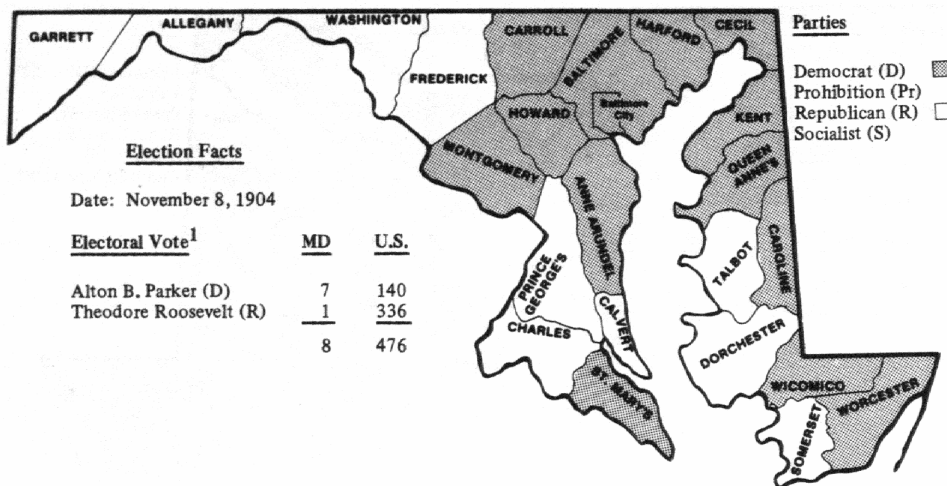 GARRETT
ALLEGANY
WASHINGTON
FREDERICK
CARROLL
BALTIMORE
HARFORD
CECIL
HOWARD
Baltimore
City
MONTGOMERY
KENT
QUEEN
ANNE'S
ANNE ARUNDEL
PRINCE
GEORGE'S
CALVERT
CHARLES
ST. MARY'S
TALBOT
CAROLINE
DORCHESTER
WICOMICO
WORCESTER
SOMERSET
Parties
Democrat (D)
Prohibition (Pr)
Republican (R)
Socialist (S)
Election Facts
Date: November 8, 1904
Electoral Vote1 MD U.S.
Alton B. Parker (D) 7 140
Theodore Roosevelt (R) 1 336
8 476